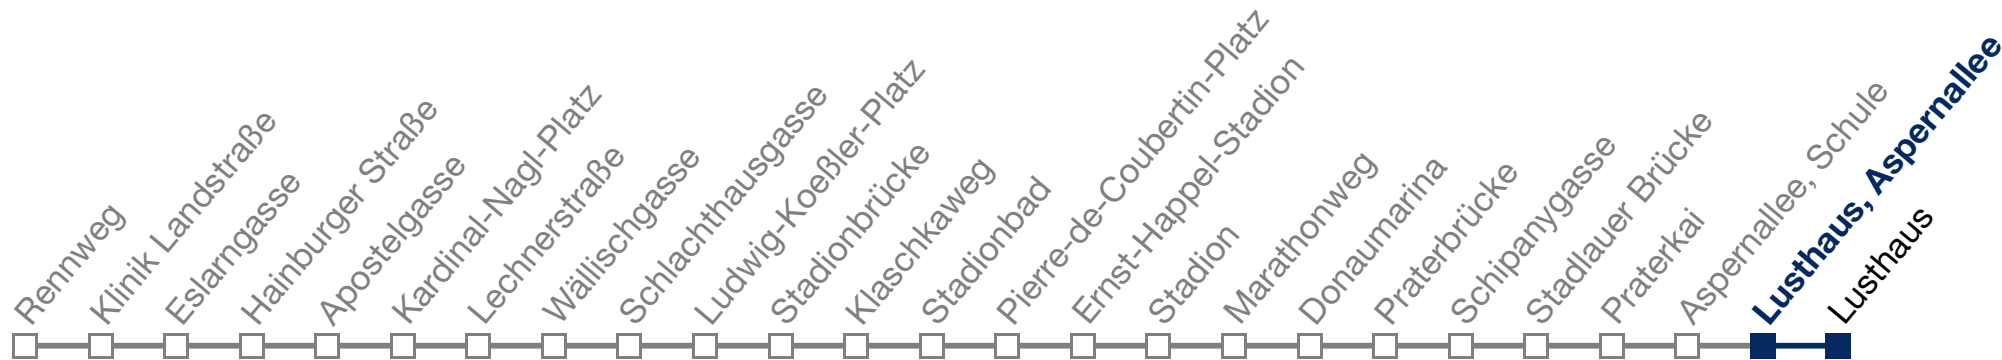 Rennweg
Klinik Landstraße
Eslarngasse
Hainburger Straße
Apostelgasse
Kardinal-Nagl-Platz
Lechnerstraße
Wällischgasse
Schlachthausgasse
Ludwig-Koeßler-Platz
Stadionbrücke
Klaschkaweg
Stadionbad
Pierre-de-Coubertin-Platz
Ernst-Happel-Stadion
Stadion
Marathonweg
Donaumarina
Praterbrücke
Schipanygasse
Stadlauer Brücke
Praterkai
Aspernallee, Schule
Lusthaus, Aspernallee
Lusthaus